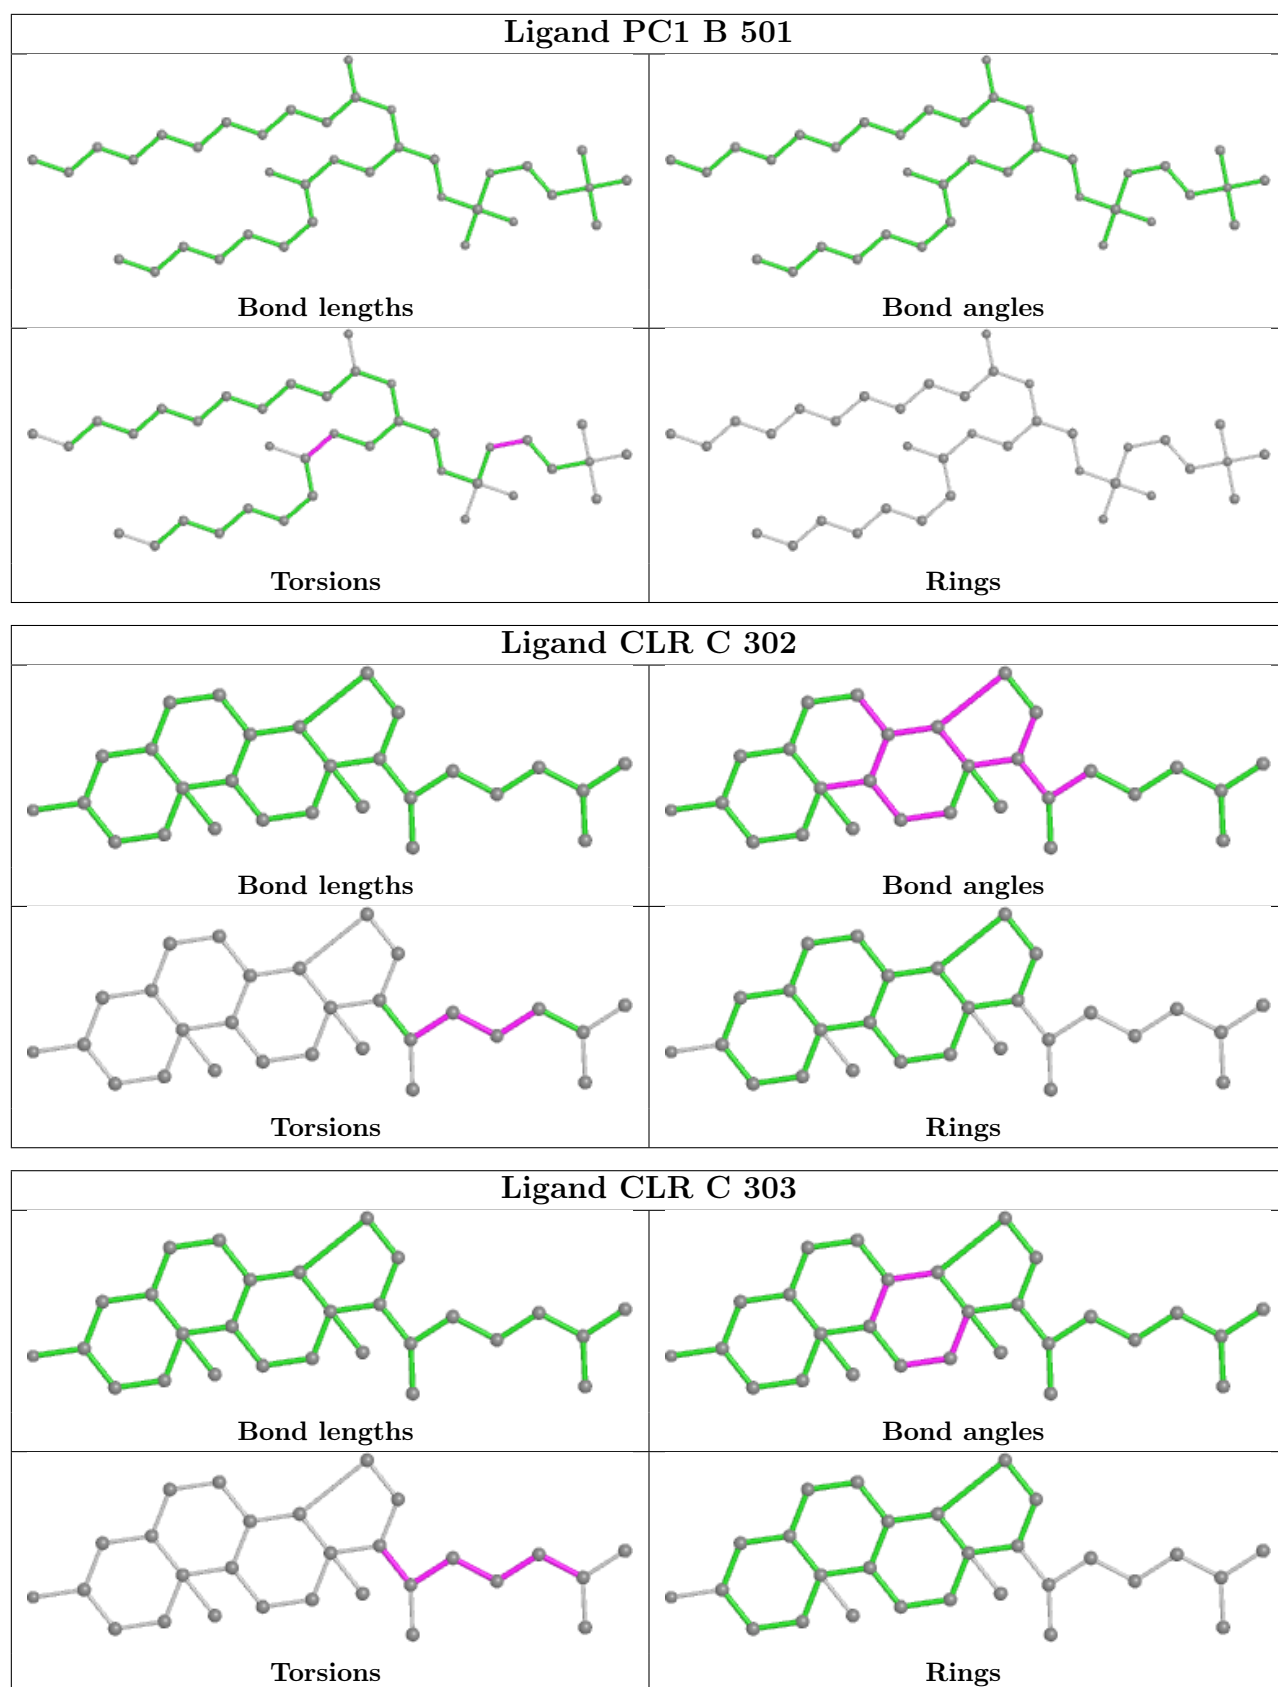 Ligand PC1 B 501
Bond lengths
Bond angles
Torsions
Rings
Ligand CLR C 302
Bond lengths
Bond angles
Torsions
Rings
Ligand CLR C 303
Bond lengths
Bond angles
Torsions
Rings